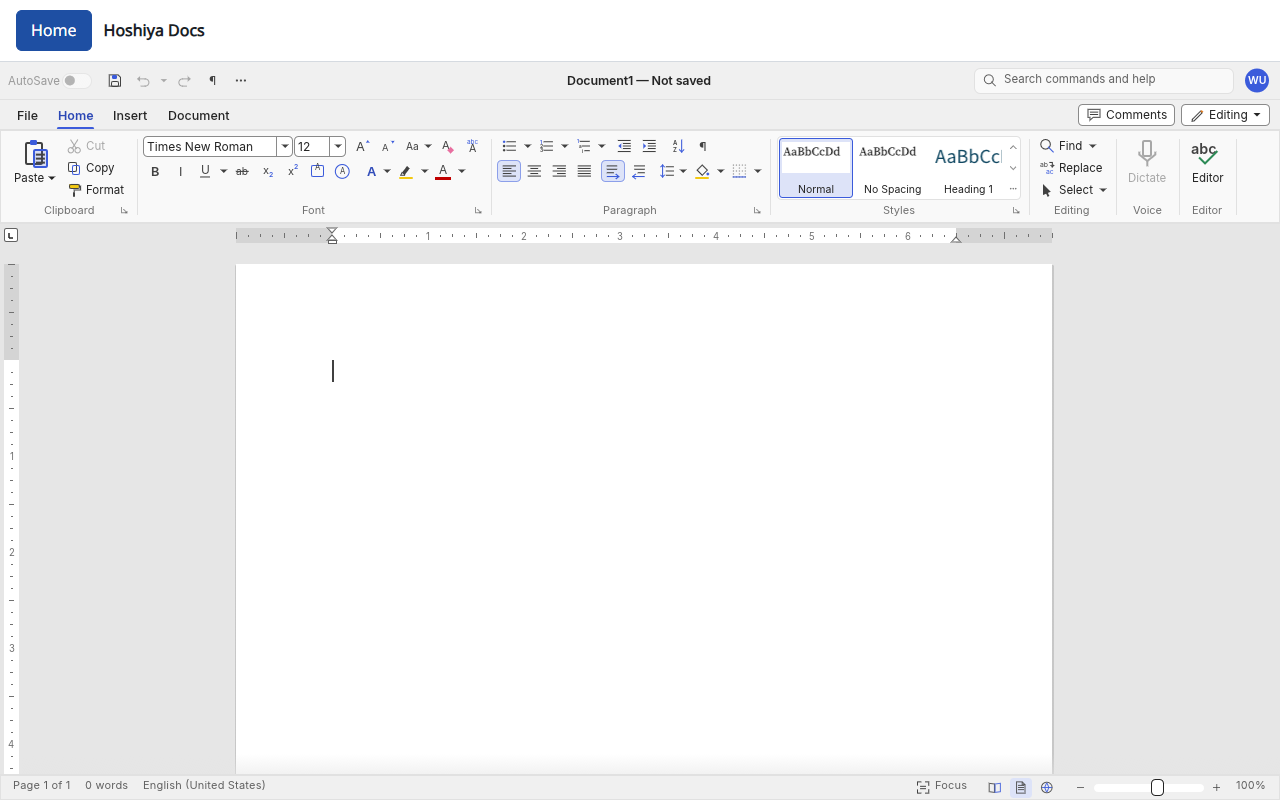 Home Hoshiya Docs
AutoSave Document1 — Not saved Search commands and help WU
File Home Insert Document Comments Editing
Paste Cut Copy Format
Clipboard
Times New Roman 12
Font
Paragraph
AaBbCcDd AaBbCcDd AaBbCc
Normal No Spacing Heading 1
Styles
Find
Replace
Select
Editing
Dictate
Voice
abc
Editor
Editor
1 2 3 4 5 6
1
2
3
4
Page 1 of 1 0 words English (United States) Focus 100%